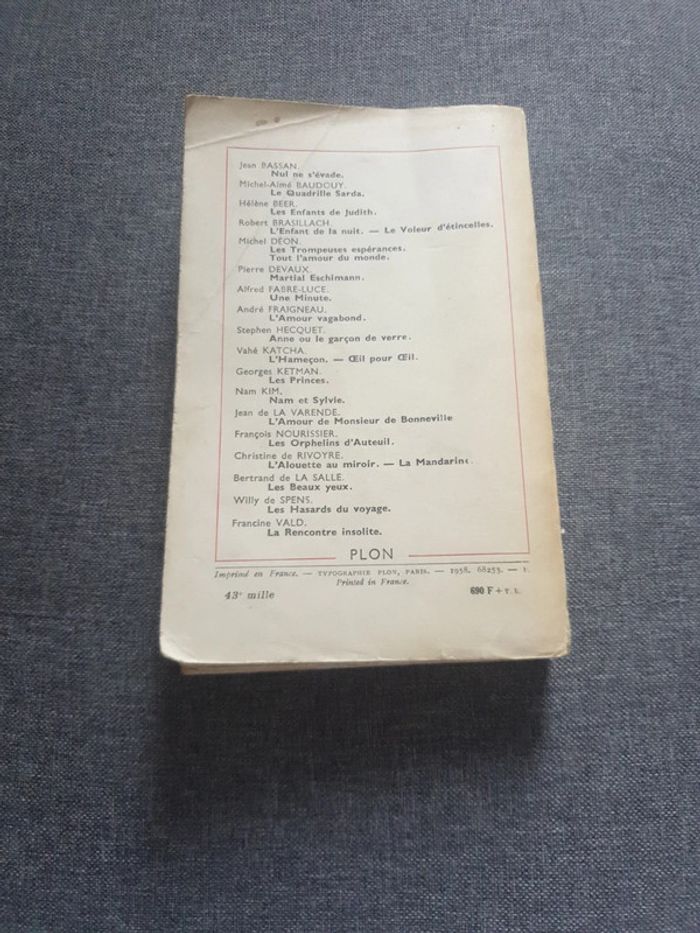 Jean BASSAN.
Nul ne s'évade.
Michel-Aimé BAUDOUY.
Le Quadrille Sarda.
Hélène BEER.
Les Enfants de Judith.
Robert BRASILLACH.
L'Enfant de la nuit. — Le Voleur d'étincelles.
Michel DÉON.
Les Trompeuses espérances.
Tout l'amour du monde.
Pierre DEVAUX.
Martial Eschimann.
Alfred FABRE-LUCE.
Une Minute.
André FRAIGNEAU.
L'Amour vagabond.
Stephen HECQUET.
Anne ou le garçon de verre.
Vahé KATCHA.
L'Hameçon. — Œil pour Œil.
Georges KETMAN.
Les Princes.
Nam KIM.
Nam et Sylvie.
Jean de LA VARENDE.
L'Amour de Monsieur de Bonneville
François NOURISSIER.
Les Orphelins d'Auteuil.
Christine de RIVOYRE.
L'Alouette au miroir. — La Mandarine.
Bertrand de LA SALLE.
Les Beaux yeux.
Willy de SPENS.
Les Hasards du voyage.
Francine VALD.
La Rencontre insolite.
PLON
Imprimé en France. — TYPOGRAPHIE PLON, PARIS. — 1958. 68253. — 1.
Printed in France.
43e mille 690 F + T. L.